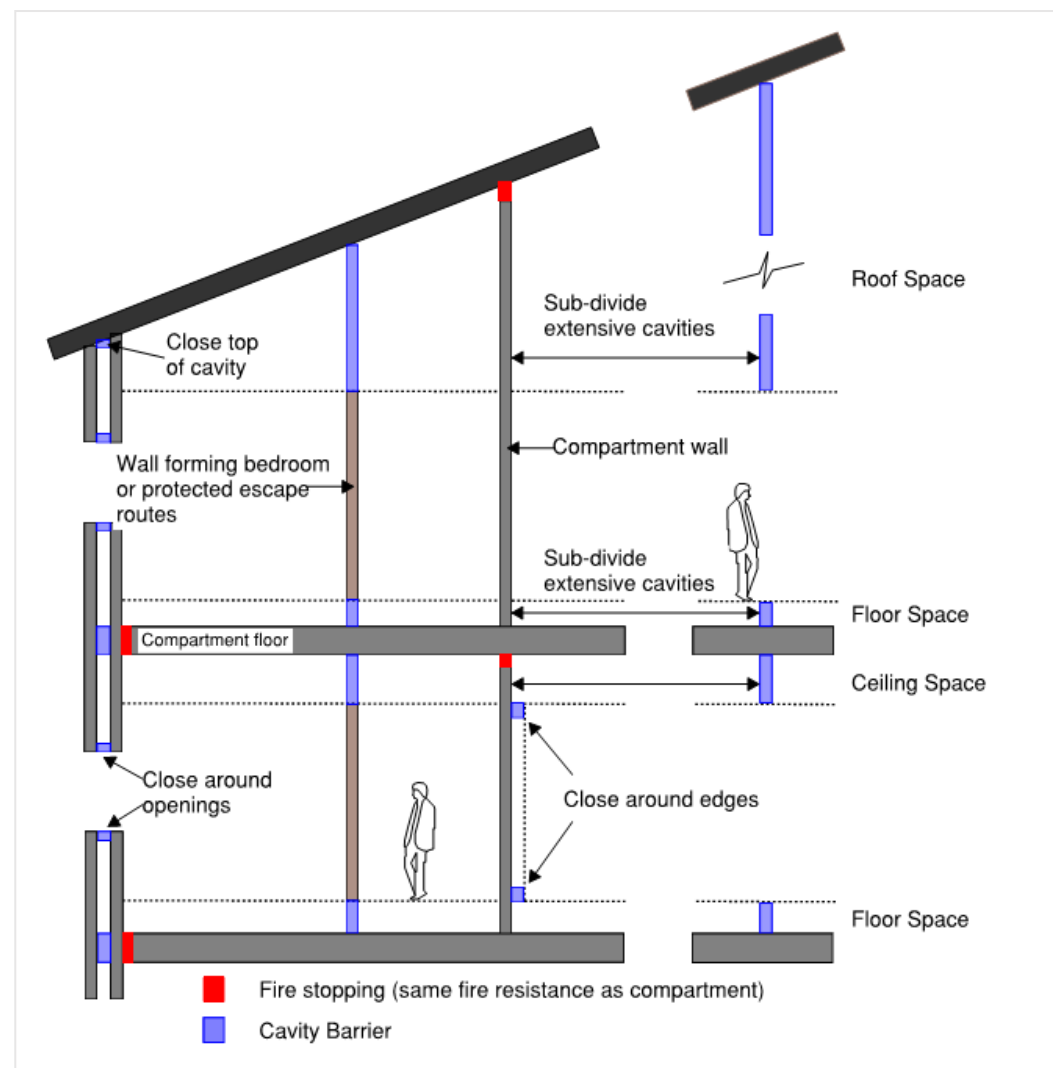 Roof Space
Sub-divide
extensive cavities
Close top
of cavity
Compartment wall
Wall forming bedroom
or protected escape
routes
Sub-divide
extensive cavities
Floor Space
Compartment floor
Ceiling Space
Close around
openings
Close around edges
Floor Space
Fire stopping (same fire resistance as compartment)
Cavity Barrier